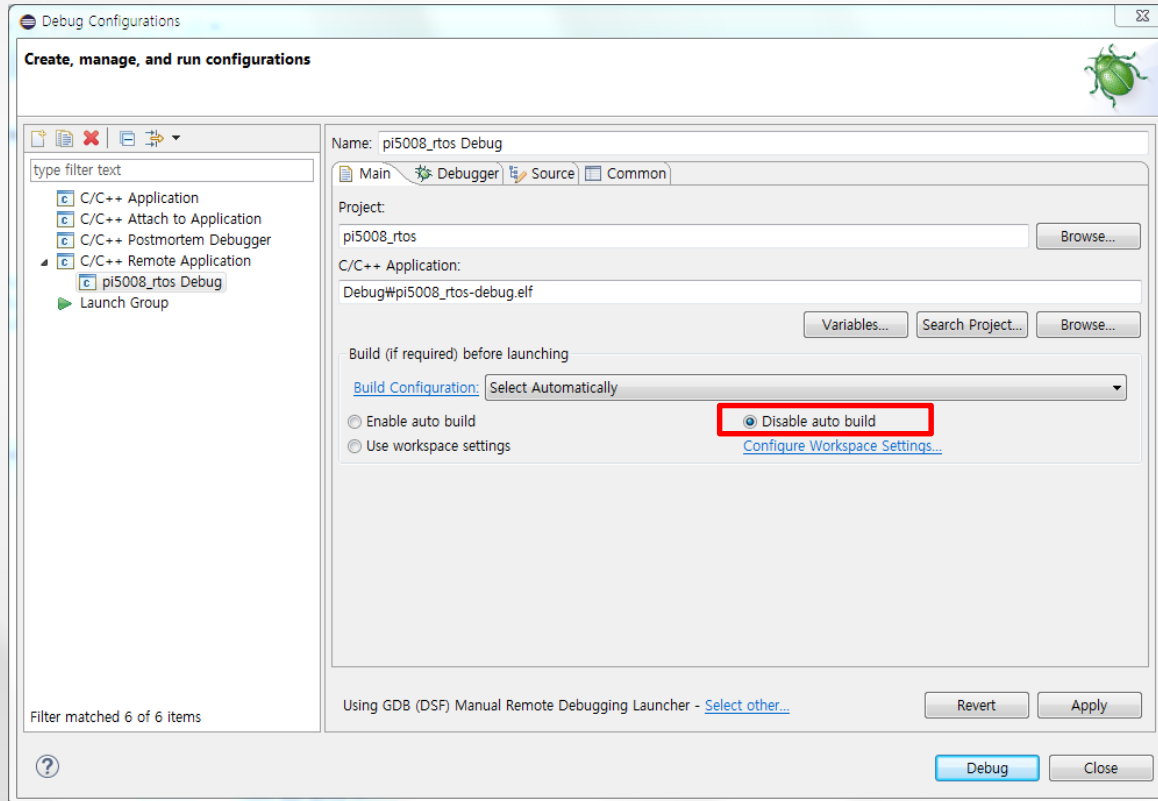 Debug Configurations
Create, manage, and run configurations
type filter text
C/C++ Application
C/C++ Attach to Application
C/C++ Postmortem Debugger
C/C++ Remote Application
pi5008_rtos Debug
Launch Group
Filter matched 6 of 6 items
Name: pi5008_rtos Debug
Main Debugger Source Common
Project:
pi5008_rtos Browse...
C/C++ Application:
Debug₩pi5008_rtos-debug.elf
Variables... Search Project... Browse...
Build (if required) before launching
Build Configuration: Select Automatically
Enable auto build Disable auto build
Use workspace settings Configure Workspace Settings...
Using GDB (DSF) Manual Remote Debugging Launcher - Select other... Revert Apply
? Debug Close